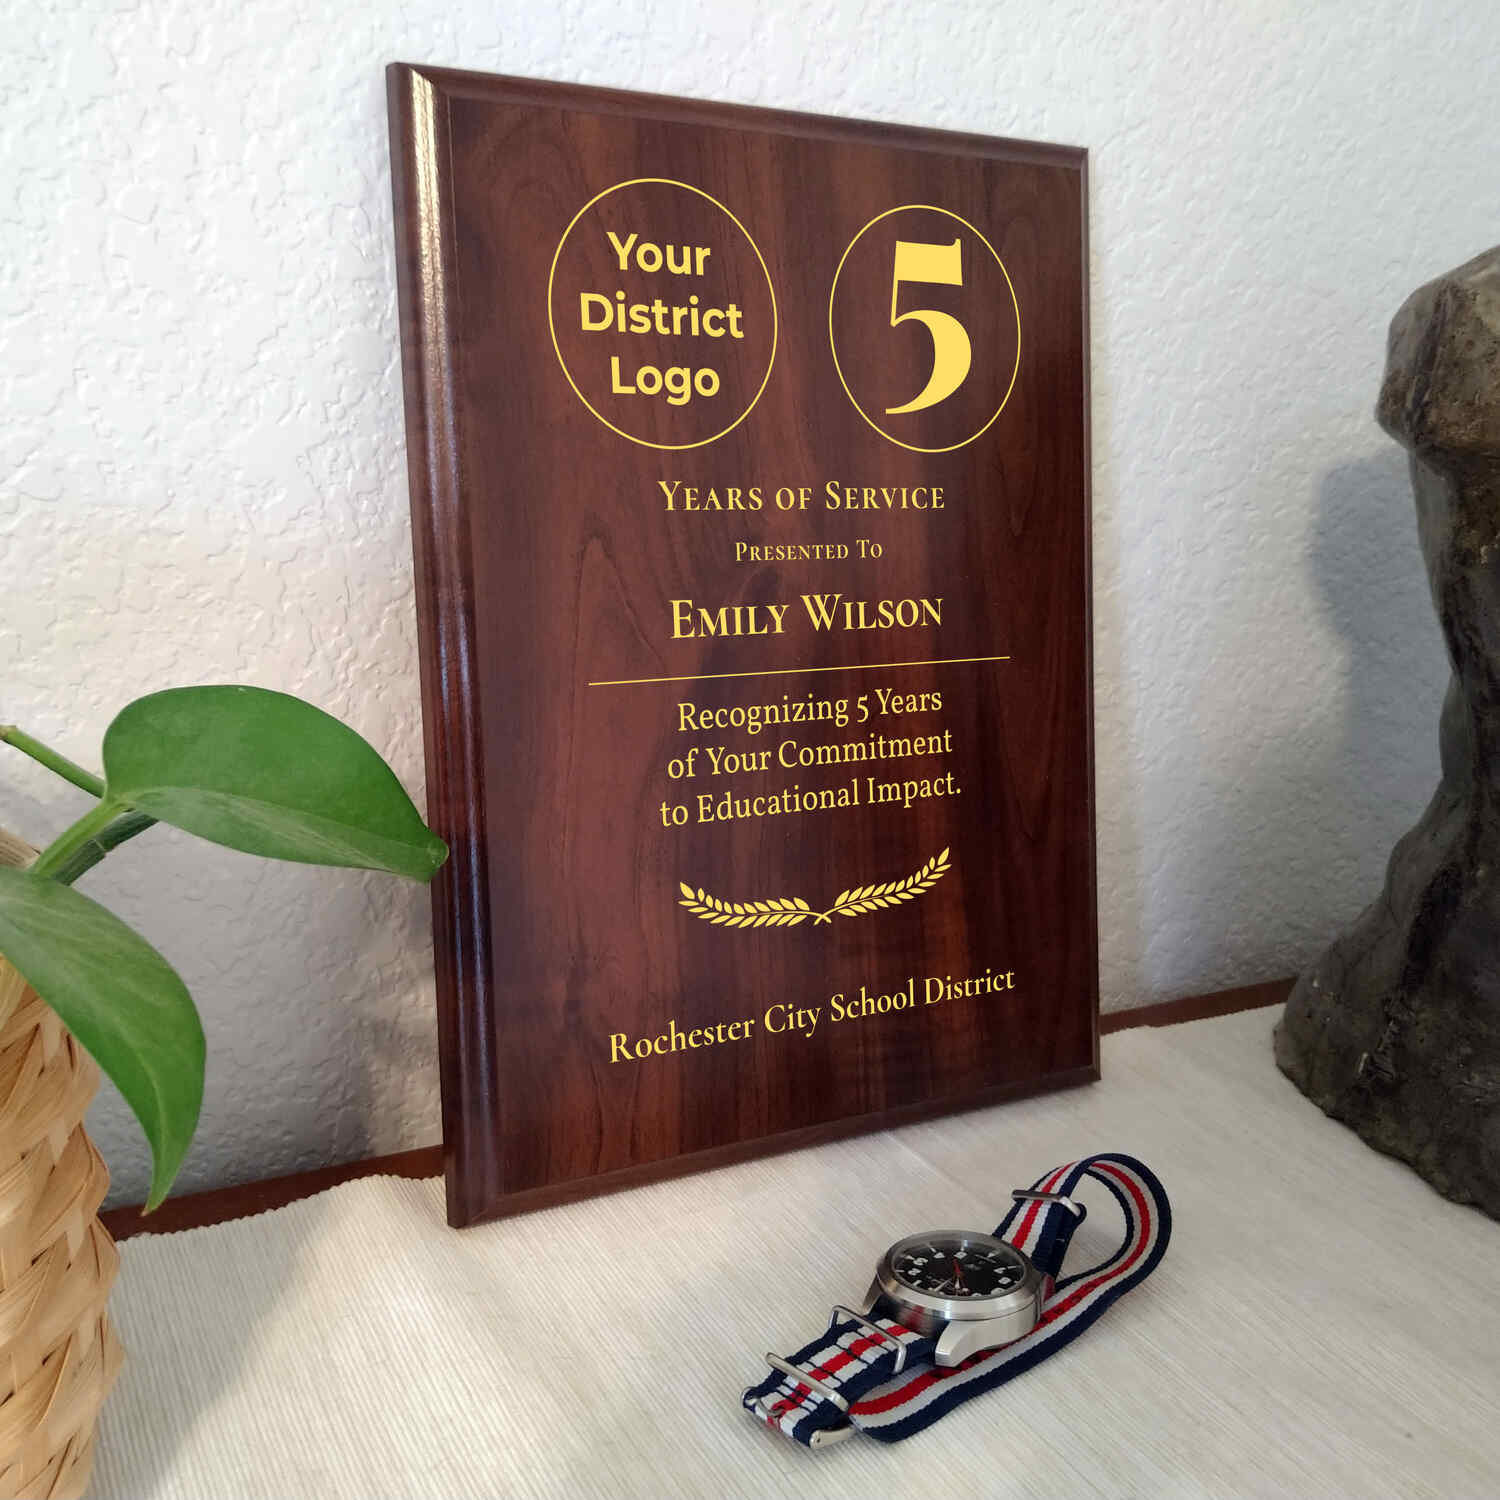 Your
District
Logo
5
Years of Service
Presented To
Emily Wilson
Recognizing 5 Years
of Your Commitment
to Educational Impact.
Rochester City School District